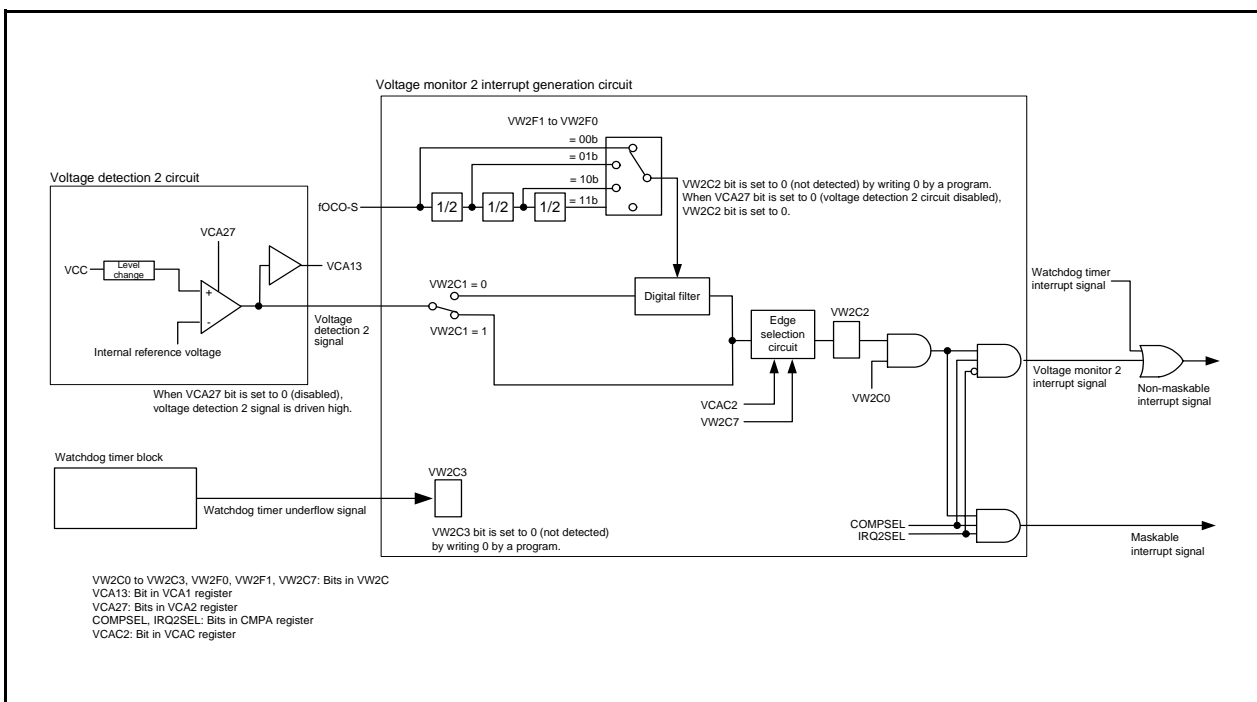 Voltage monitor 2 interrupt generation circuit
VW2F1 to VW2F0
= 00b
= 01b
= 10b
= 11b
Voltage detection 2 circuit
fOCO-S
1/2
1/2
1/2
VW2C2 bit is set to 0 (not detected) by writing 0 by a program.
When VCA27 bit is set to 0 (voltage detection 2 circuit disabled),
VW2C2 bit is set to 0.
VCA27
VCC
Level
change
VCA13
+
-
Internal reference voltage
Voltage
detection 2
signal
When VCA27 bit is set to 0 (disabled),
voltage detection 2 signal is driven high.
VW2C1 = 0
VW2C1 = 1
Digital filter
Edge
selection
circuit
VW2C2
VCAC2
VW2C7
VW2C0
Watchdog timer
interrupt signal
Voltage monitor 2
interrupt signal
Non-maskable
interrupt signal
Watchdog timer block
Watchdog timer underflow signal
VW2C3
VW2C3 bit is set to 0 (not detected)
by writing 0 by a program.
COMPSEL
IRQ2SEL
Maskable
interrupt signal
VW2C0 to VW2C3, VW2F0, VW2F1, VW2C7: Bits in VW2C
VCA13: Bit in VCA1 register
VCA27: Bits in VCA2 register
COMPSEL, IRQ2SEL: Bits in CMPA register
VCAC2: Bit in VCAC register